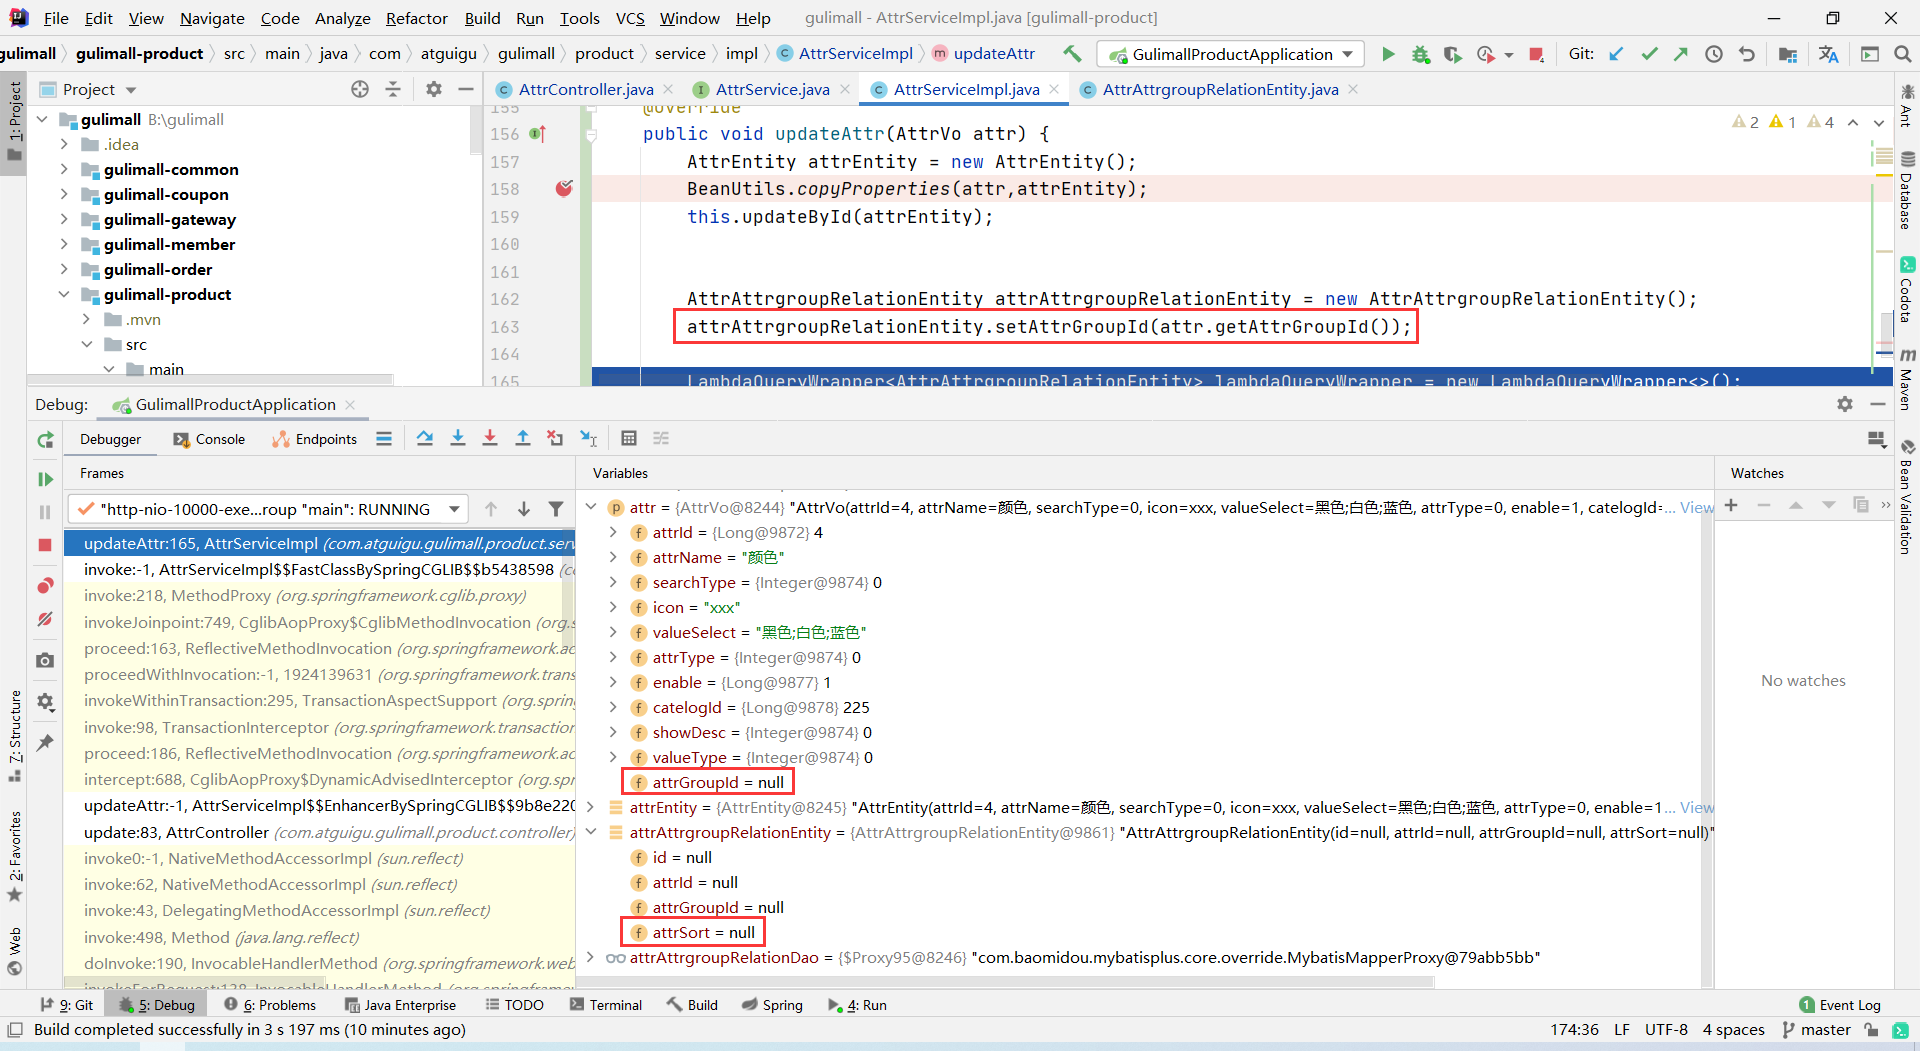 File Edit View Navigate Code Analyze Refactor Build Run Tools VCS Window Help gulimall - AttrServiceImpl.java [gulimall-product]
gulimall gulimall-product src main java com atguigu gulimall product service impl AttrServiceImpl updateAttr GulimallProductApplication Git:
1: Project
Project
gulimall B:\gulimall
.idea
gulimall-common
gulimall-coupon
gulimall-gateway
gulimall-member
gulimall-order
gulimall-product
.mvn
src
main
AttrController.java AttrService.java AttrServiceImpl.java AttrAttrgroupRelationEntity.java
2 1 4
155 @Override
156 public void updateAttr(AttrVo attr) {
157 AttrEntity attrEntity = new AttrEntity();
158 BeanUtils.copyProperties(attr,attrEntity);
159 this.updateById(attrEntity);
160
161
162 AttrAttrgroupRelationEntity attrAttrgroupRelationEntity = new AttrAttrgroupRelationEntity();
163 attrAttrgroupRelationEntity.setAttrGroupId(attr.getAttrGroupId());
164
165 LambdaQueryWrapper<AttrAttrgroupRelationEntity> lambdaQueryWrapper = new LambdaQueryWrapper<>();
Ant
Database
Codota
Maven
Bean Validation
Debug: GulimallProductApplication
Debugger Console Endpoints
Frames
"http-nio-10000-exe...roup "main": RUNNING
updateAttr:165, AttrServiceImpl (com.atguigu.gulimall.product.serv
invoke:-1, AttrServiceImpl$$FastClassBySpringCGLIB$$b5438598 (co
invoke:218, MethodProxy (org.springframework.cglib.proxy)
invokeJoinpoint:749, CglibAopProxy$CglibMethodInvocation (org.s
proceed:163, ReflectiveMethodInvocation (org.springframework.ao
proceedWithInvocation:-1, 1924139631 (org.springframework.trans
invokeWithinTransaction:295, TransactionAspectSupport (org.spring
invoke:98, TransactionInterceptor (org.springframework.transaction
proceed:186, ReflectiveMethodInvocation (org.springframework.ao
intercept:688, CglibAopProxy$DynamicAdvisedInterceptor (org.spr
updateAttr:-1, AttrServiceImpl$$EnhancerBySpringCGLIB$$9b8e220
update:83, AttrController (com.atguigu.gulimall.product.controller)
invoke0:-1, NativeMethodAccessorImpl (sun.reflect)
invoke:62, NativeMethodAccessorImpl (sun.reflect)
invoke:43, DelegatingMethodAccessorImpl (sun.reflect)
invoke:498, Method (java.lang.reflect)
doInvoke:190, InvocableHandlerMethod (org.springframework.web
invokeForRequest:138, InvocableHandlerMethod (org.springframew
Variables
attr = {AttrVo@8244} "AttrVo(attrId=4, attrName=颜色, searchType=0, icon=xxx, valueSelect=黑色;白色;蓝色, attrType=0, enable=1, catelogId=... View
attrId = {Long@9872} 4
attrName = "颜色"
searchType = {Integer@9874} 0
icon = "xxx"
valueSelect = "黑色;白色;蓝色"
attrType = {Integer@9874} 0
enable = {Long@9877} 1
catelogId = {Long@9878} 225
showDesc = {Integer@9874} 0
valueType = {Integer@9874} 0
attrGroupId = null
attrEntity = {AttrEntity@8245} "AttrEntity(attrId=4, attrName=颜色, searchType=0, icon=xxx, valueSelect=黑色;白色;蓝色, attrType=0, enable=1... View
attrAttrgroupRelationEntity = {AttrAttrgroupRelationEntity@9861} "AttrAttrgroupRelationEntity(id=null, attrId=null, attrGroupId=null, attrSort=null)"
id = null
attrId = null
attrGroupId = null
attrSort = null
attrAttrgroupRelationDao = {$Proxy95@8246} "com.baomidou.mybatisplus.core.override.MybatisMapperProxy@79abb5bb"
Watches
No watches
7: Structure
2: Favorites
Web
9: Git 5: Debug 6: Problems Java Enterprise TODO Terminal Build Spring 4: Run 1 Event Log
Build completed successfully in 3 s 197 ms (10 minutes ago) 174:36 LF UTF-8 4 spaces master